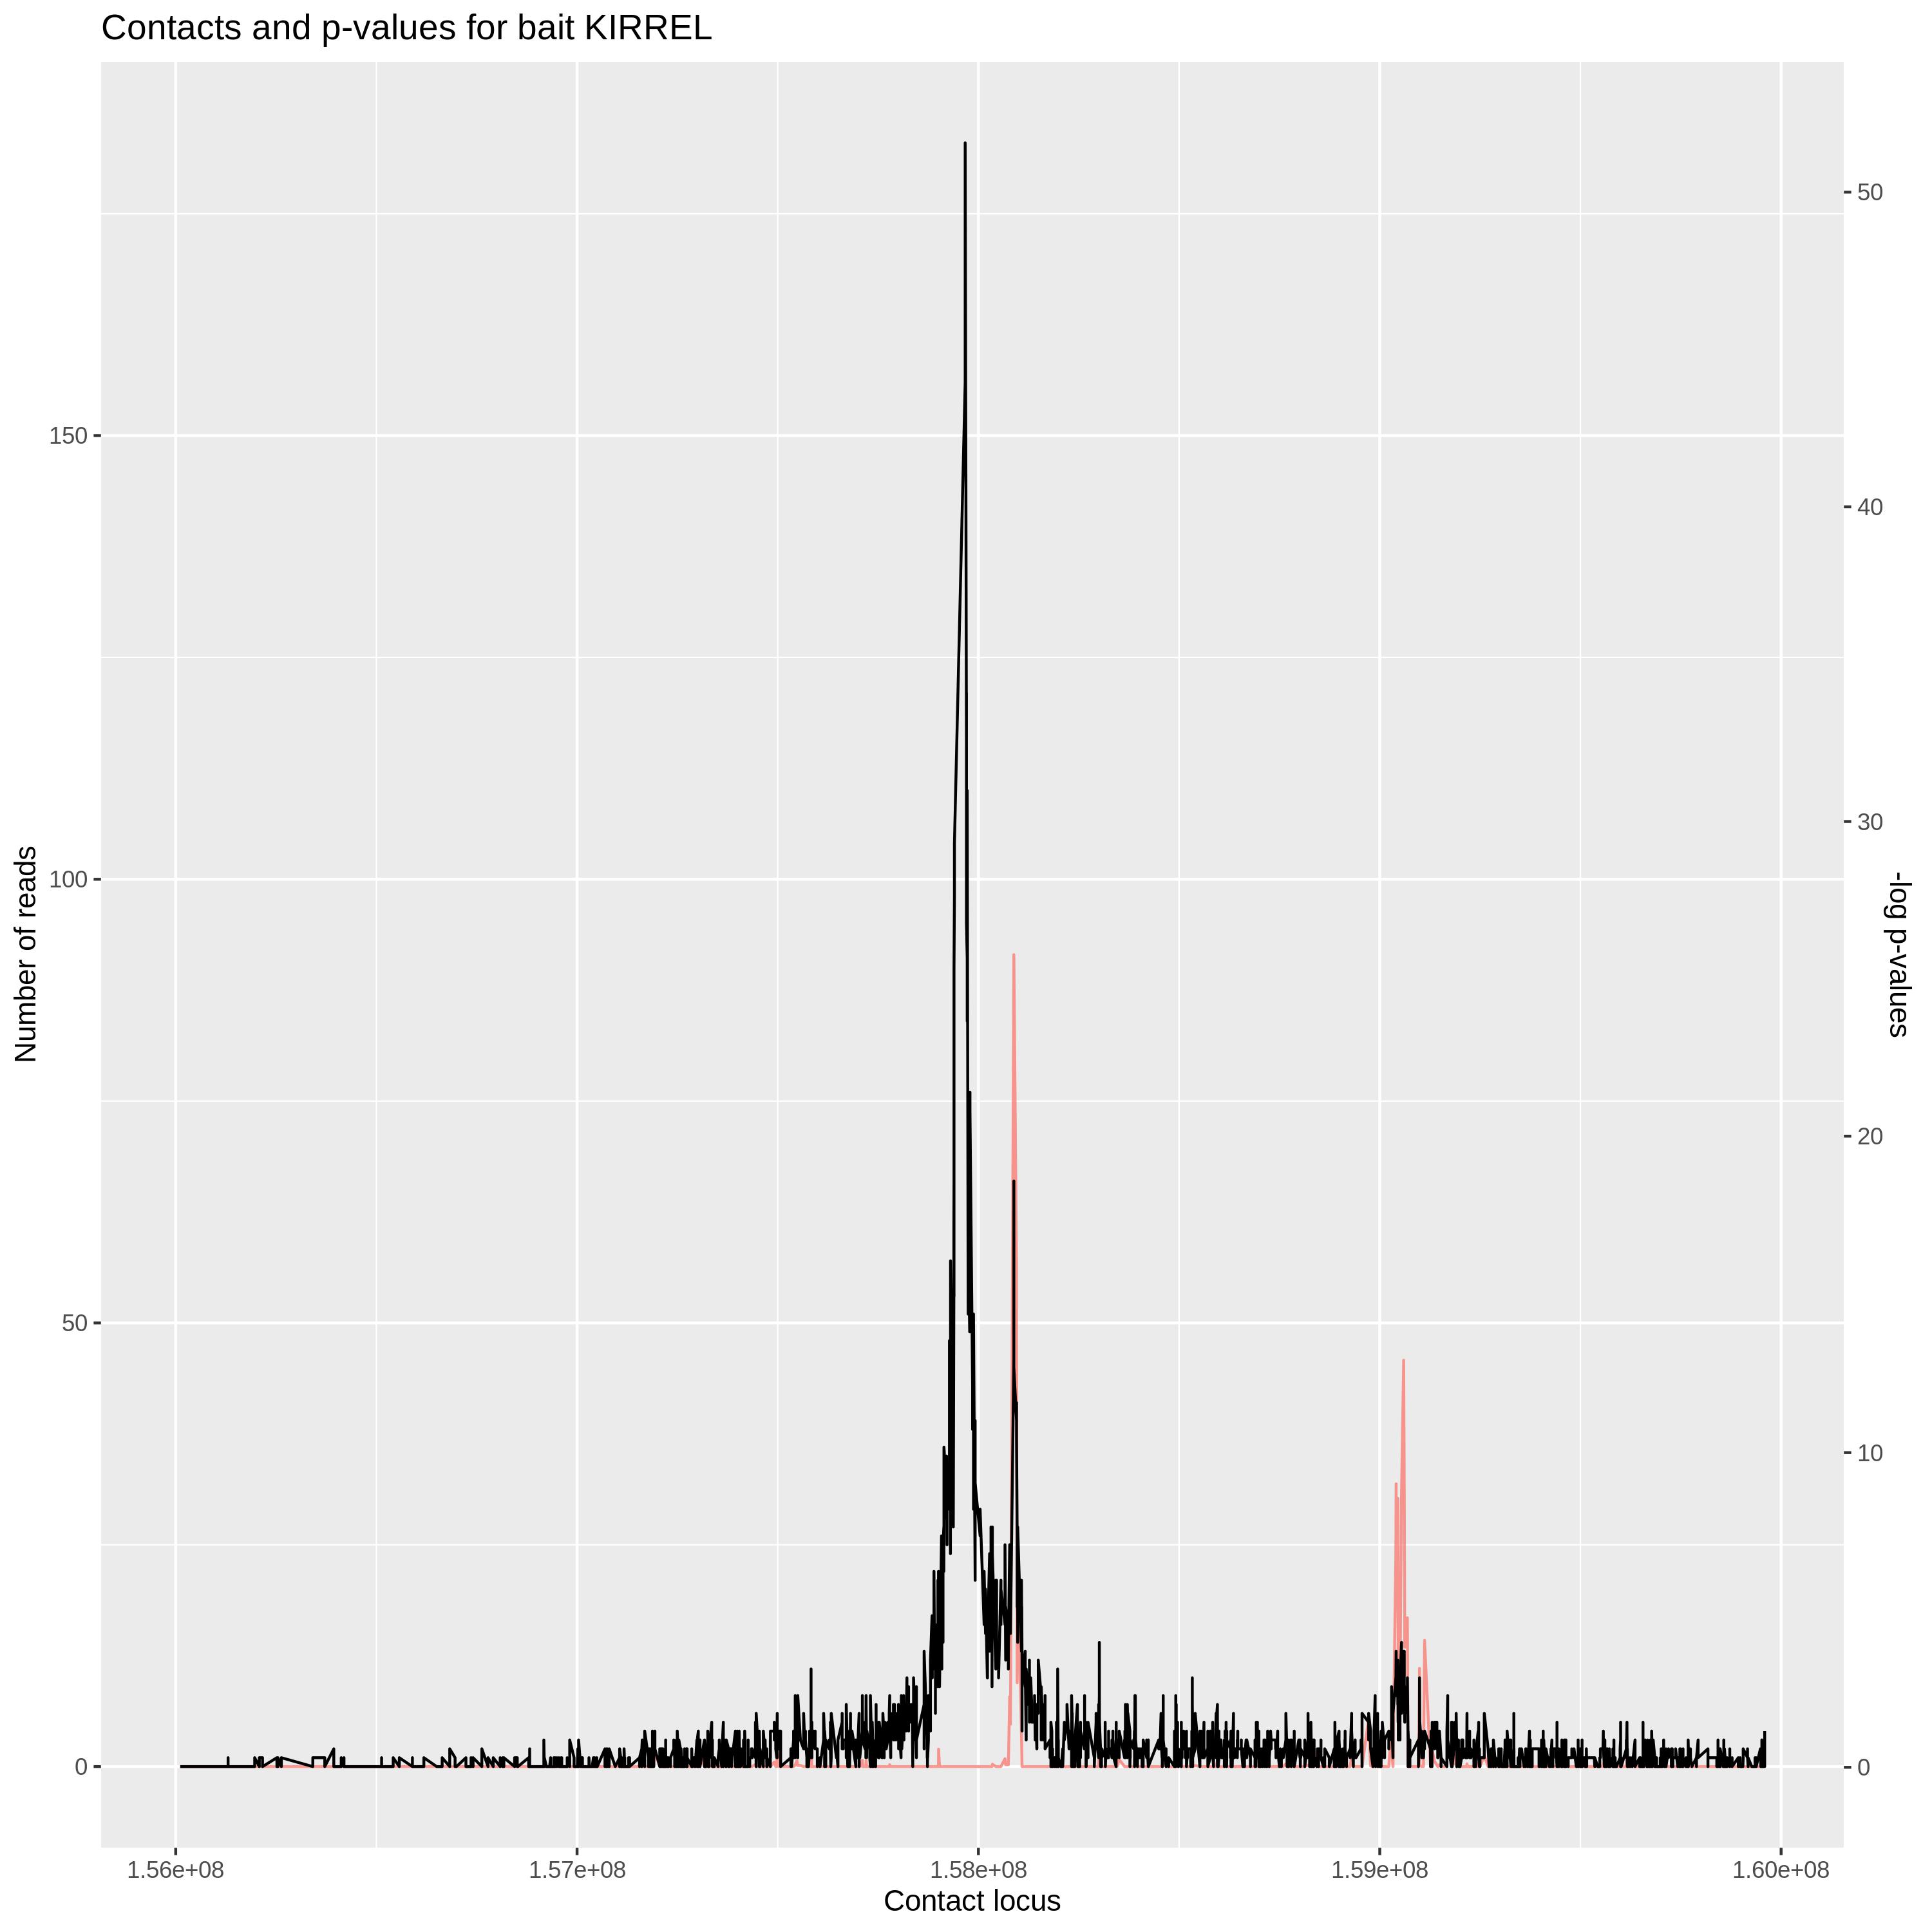 Contacts and p-values for bait KIRREL
Number of reads
150
100
50
0
50
40
30
20
10
0
-log p-values
1.56e+08 1.57e+08 1.58e+08 1.59e+08 1.60e+08
Contact locus